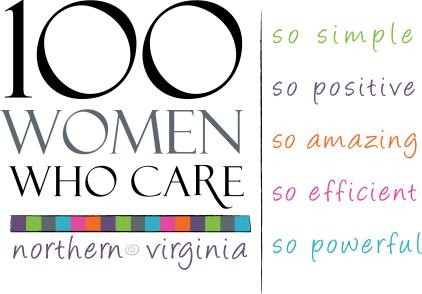 100
WOMEN
WHO CARE
northern virginia
so simple
so positive
so amazing
so efficient
so powerful